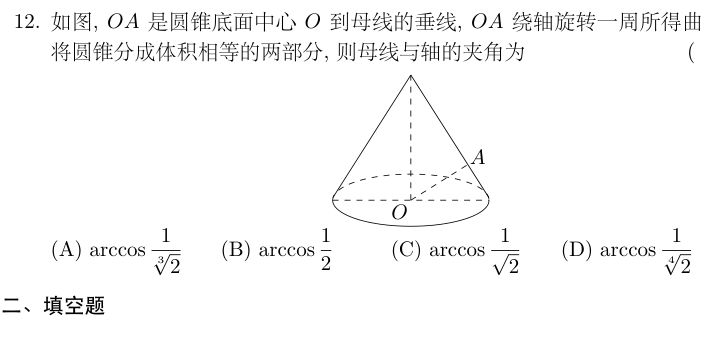 12. 如图, OA 是圆锥底面中心 O 到母线的垂线, OA 绕轴旋转一周所得曲
将圆锥分成体积相等的两部分, 则母线与轴的夹角为 (
A
O
(A) arccos 1/∛2 (B) arccos 1/2 (C) arccos 1/√2 (D) arccos 1/∜2
二、填空题